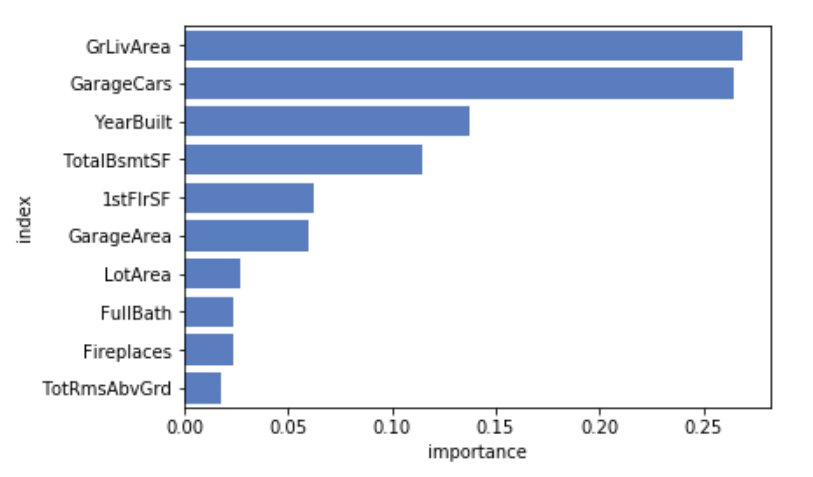 GrLivArea
GarageCars
YearBuilt
TotalBsmtSF
1stFlrSF
GarageArea
LotArea
FullBath
Fireplaces
TotRmsAbvGrd
index
0.00 0.05 0.10 0.15 0.20 0.25
importance